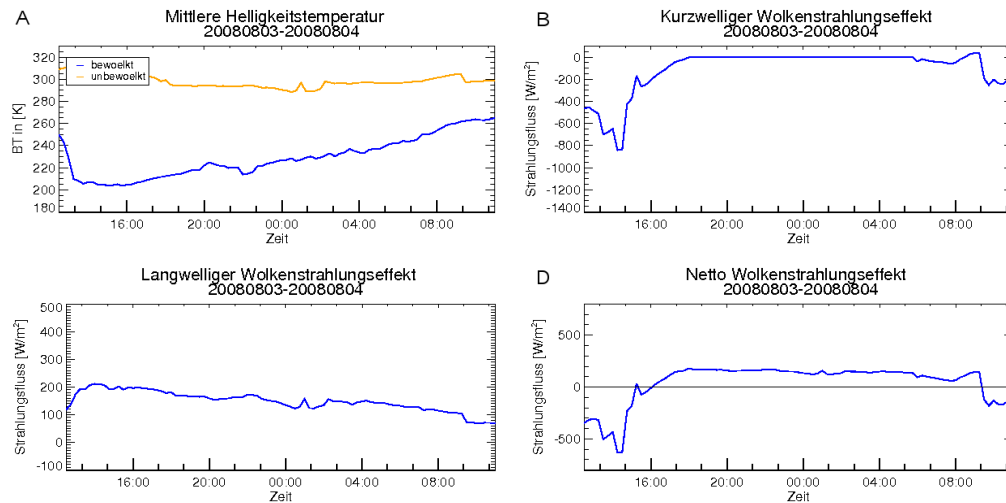 A
Mittlere Helligkeitstemperatur
20080803-20080804
320
300
280
260
240
220
200
180
BT in [K]
bewoelkt
unbewoelkt
16:00 20:00 00:00 04:00 08:00
Zeit
B
Kurzwelliger Wolkenstrahlungseffekt
20080803-20080804
0
-200
-400
-600
-800
-1000
-1200
-1400
Strahlungsfluss [W/m²]
16:00 20:00 00:00 04:00 08:00
Zeit
Langwelliger Wolkenstrahlungseffekt
20080803-20080804
500
400
300
200
100
0
-100
Strahlungsfluss [W/m²]
16:00 20:00 00:00 04:00 08:00
Zeit
D
Netto Wolkenstrahlungseffekt
20080803-20080804
500
0
-500
Strahlungsfluss [W/m²]
16:00 20:00 00:00 04:00 08:00
Zeit